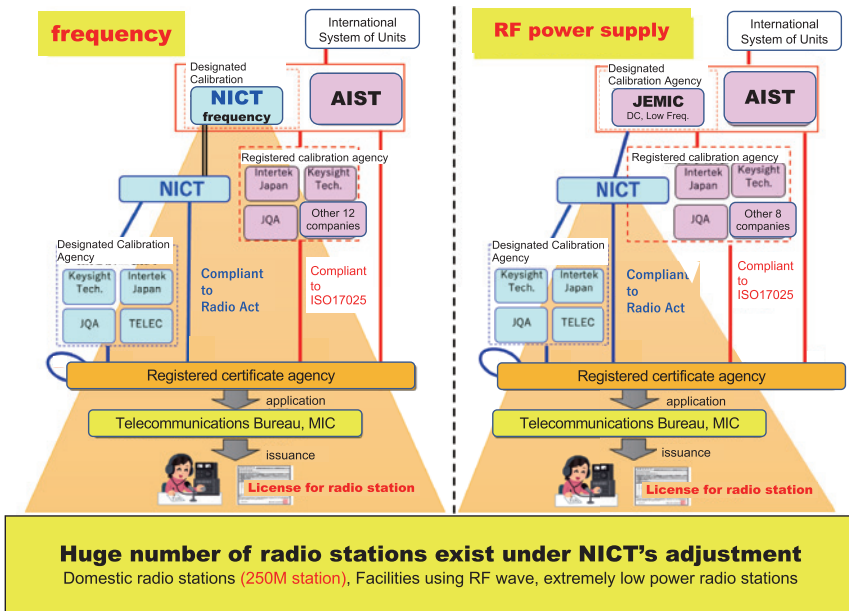 frequency
International
System of Units
Designated
Calibration
NICT
frequency
AIST
Registered calibration agency
Intertek
Japan
Keysight
Tech.
JQA
Other 12
companies
NICT
Designated Calibration
Agency
Keysight
Tech.
Intertek
Japan
JQA
TELEC
Compliant
to
Radio Act
Compliant
to
ISO17025
Registered certificate agency
application
Telecommunications Bureau, MIC
issuance
License for radio station
RF power supply
International
System of Units
Designated
Calibration Agency
JEMIC
DC, Low Freq.
AIST
Registered calibration agency
Intertek
Japan
Keysight
Tech.
JQA
Other 8
companies
NICT
Designated Calibration
Agency
Keysight
Tech.
Intertek
Japan
JQA
TELEC
Compliant
to
Radio Act
Compliant
to
ISO17025
Registered certificate agency
application
Telecommunications Bureau, MIC
issuance
License for radio station
Huge number of radio stations exist under NICT's adjustment
Domestic radio stations (250M station), Facilities using RF wave, extremely low power radio stations